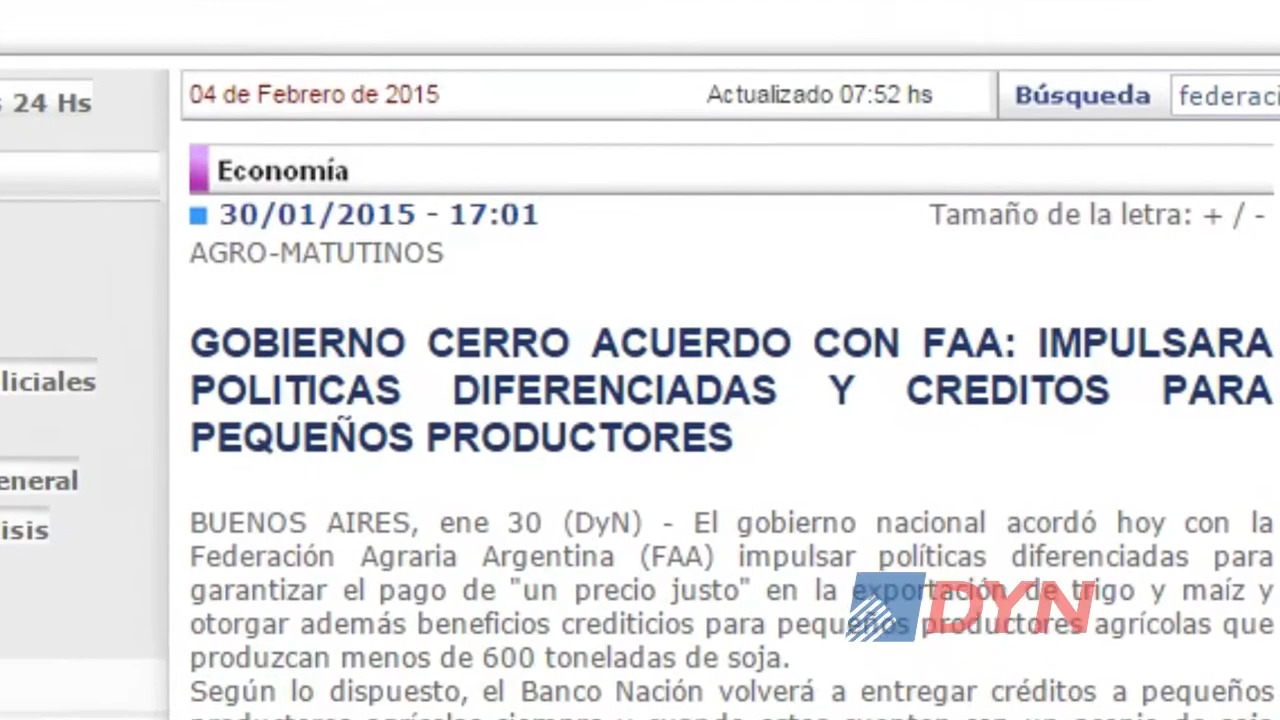 s 24 Hs
04 de Febrero de 2015
Actualizado 07:52 hs
Búsqueda
federaci
Economía
30/01/2015 - 17:01
Tamaño de la letra: + / -
AGRO-MATUTINOS
GOBIERNO CERRO ACUERDO CON FAA: IMPULSARA
POLITICAS DIFERENCIADAS Y CREDITOS PARA
PEQUEÑOS PRODUCTORES
liciales
eneral
isis
BUENOS AIRES, ene 30 (DyN) - El gobierno nacional acordó hoy con la
Federación Agraria Argentina (FAA) impulsar políticas diferenciadas para
garantizar el pago de "un precio justo" en la exportación de trigo y maíz y
otorgar además beneficios crediticios para pequeños productores agrícolas que
produzcan menos de 600 toneladas de soja.
Según lo dispuesto, el Banco Nación volverá a entregar créditos a pequeños
DYN